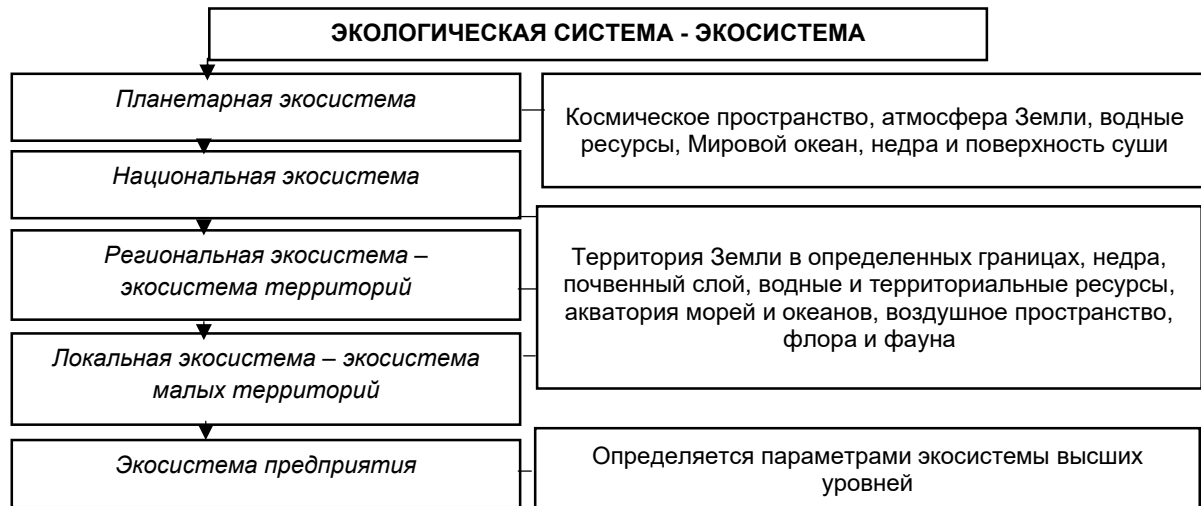 ЭКОЛОГИЧЕСКАЯ СИСТЕМА - ЭКОСИСТЕМА
Планетарная экосистема
Космическое пространство, атмосфера Земли, водные
ресурсы, Мировой океан, недра и поверхность суши
Национальная экосистема
Региональная экосистема –
экосистема территорий
Территория Земли в определенных границах, недра,
почвенный слой, водные и территориальные ресурсы,
акватория морей и океанов, воздушное пространство,
флора и фауна
Локальная экосистема – экосистема
малых территорий
Экосистема предприятия
Определяется параметрами экосистемы высших
уровней